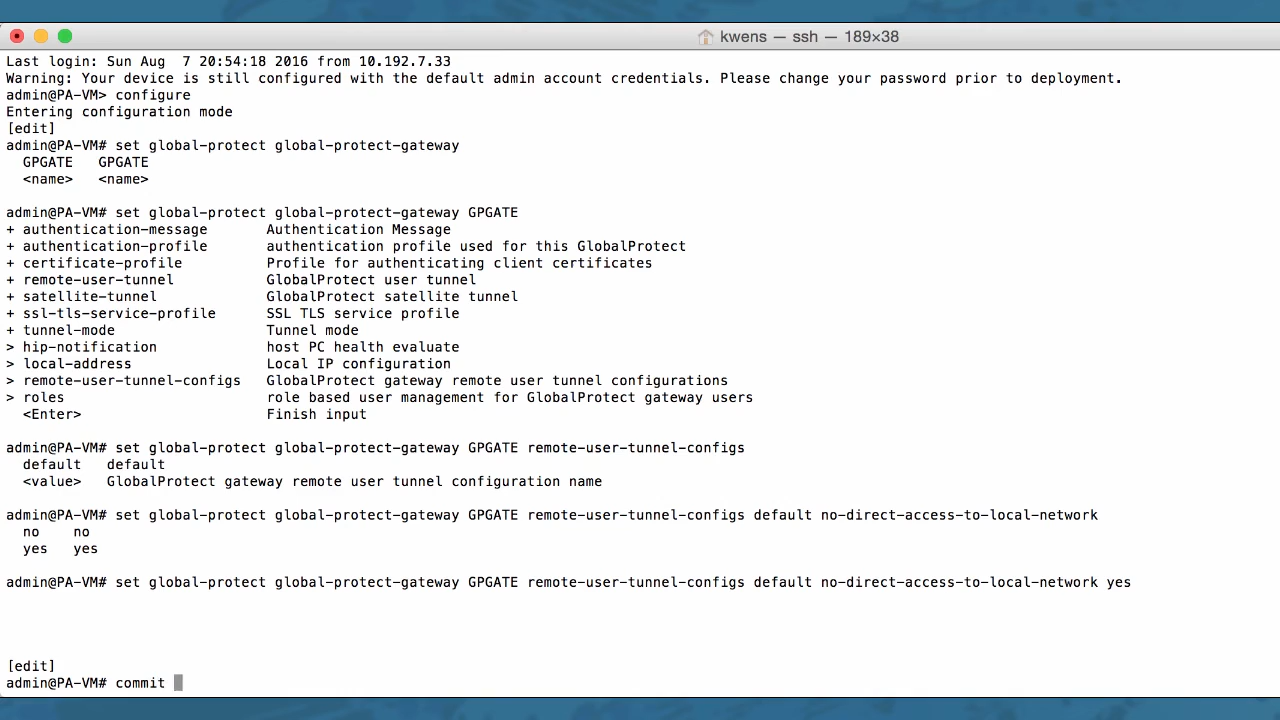 kwens — ssh — 189×38
Last login: Sun Aug  7 20:54:18 2016 from 10.192.7.33
Warning: Your device is still configured with the default admin account credentials. Please change your password prior to deployment.
admin@PA-VM> configure
Entering configuration mode
[edit]
admin@PA-VM# set global-protect global-protect-gateway
  GPGATE   GPGATE
  <name>   <name>
admin@PA-VM# set global-protect global-protect-gateway GPGATE
+ authentication-message       Authentication Message
+ authentication-profile       authentication profile used for this GlobalProtect
+ certificate-profile          Profile for authenticating client certificates
+ remote-user-tunnel           GlobalProtect user tunnel
+ satellite-tunnel             GlobalProtect satellite tunnel
+ ssl-tls-service-profile      SSL TLS service profile
+ tunnel-mode                  Tunnel mode
> hip-notification             host PC health evaluate
> local-address                Local IP configuration
> remote-user-tunnel-configs   GlobalProtect gateway remote user tunnel configurations
> roles                        role based user management for GlobalProtect gateway users
  <Enter>                      Finish input
admin@PA-VM# set global-protect global-protect-gateway GPGATE remote-user-tunnel-configs
  default   default
  <value>   GlobalProtect gateway remote user tunnel configuration name
admin@PA-VM# set global-protect global-protect-gateway GPGATE remote-user-tunnel-configs default no-direct-access-to-local-network
  no    no
  yes   yes
admin@PA-VM# set global-protect global-protect-gateway GPGATE remote-user-tunnel-configs default no-direct-access-to-local-network yes
[edit]
admin@PA-VM# commit